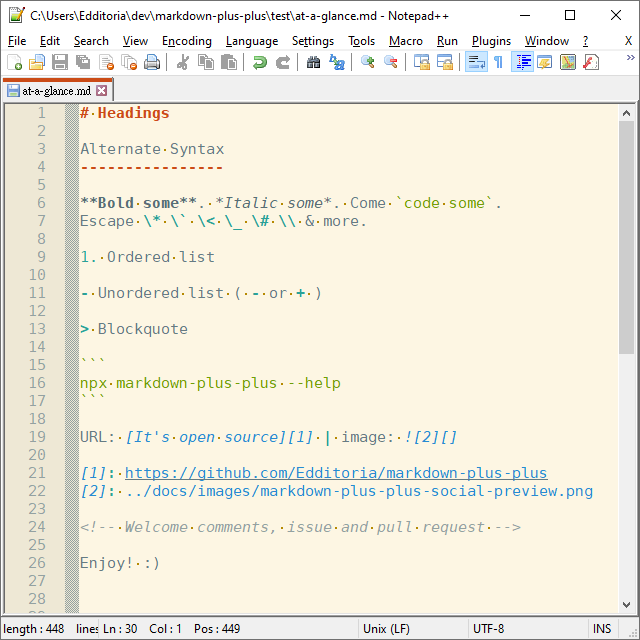 C:\Users\Edditoria\dev\markdown-plus-plus\test\at-a-glance.md - Notepad++
File Edit Search View Encoding Language Settings Tools Macro Run Plugins Window ? X
at-a-glance.md
1 # Headings
2
3 Alternate Syntax
4 ----------------
5
6 **Bold some**. *Italic some*. Come `code some`.
7 Escape \* \` \< \_ \# \\ & more.
8
9 1. Ordered list
10
11 - Unordered list ( - or + )
12
13 > Blockquote
14
15 ```
16 npx markdown-plus-plus --help
17 ```
18
19 URL: [It's open source][1] | image: ![2][]
20
21 [1]: https://github.com/Edditoria/markdown-plus-plus
22 [2]: ../docs/images/markdown-plus-plus-social-preview.png
23
24 <!-- Welcome comments, issue and pull request -->
25
26 Enjoy! :)
27
28
length : 448 lines Ln : 30 Col : 1 Pos : 449 Unix (LF) UTF-8 INS